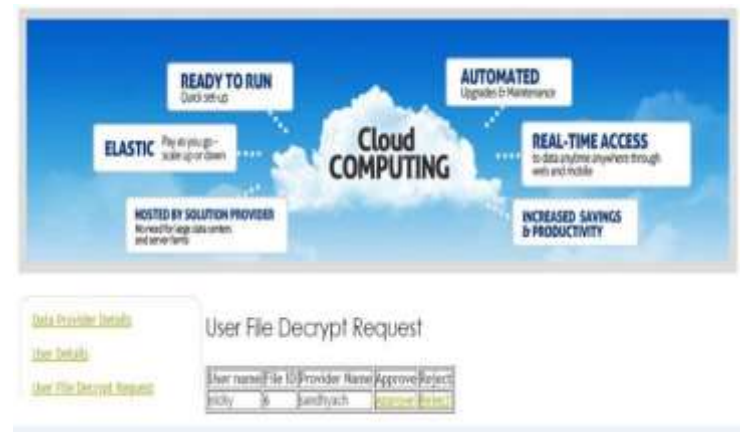 READY TO RUN
Quick set-up
AUTOMATED
Upgrades & Maintenance
ELASTIC
Pay as you go -
scale up or down
Cloud
COMPUTING
REAL-TIME ACCESS
to data anytime anywhere through
web and mobile
HOSTED BY SOLUTION PROVIDER
No need for large data centers
and server farms
INCREASED SAVINGS
& PRODUCTIVITY
Data Provider Details
User Details
User File Decrypt Request
User File Decrypt Request
User name File ID Provider Name Approve Reject
6 sandhyach Approve Reject